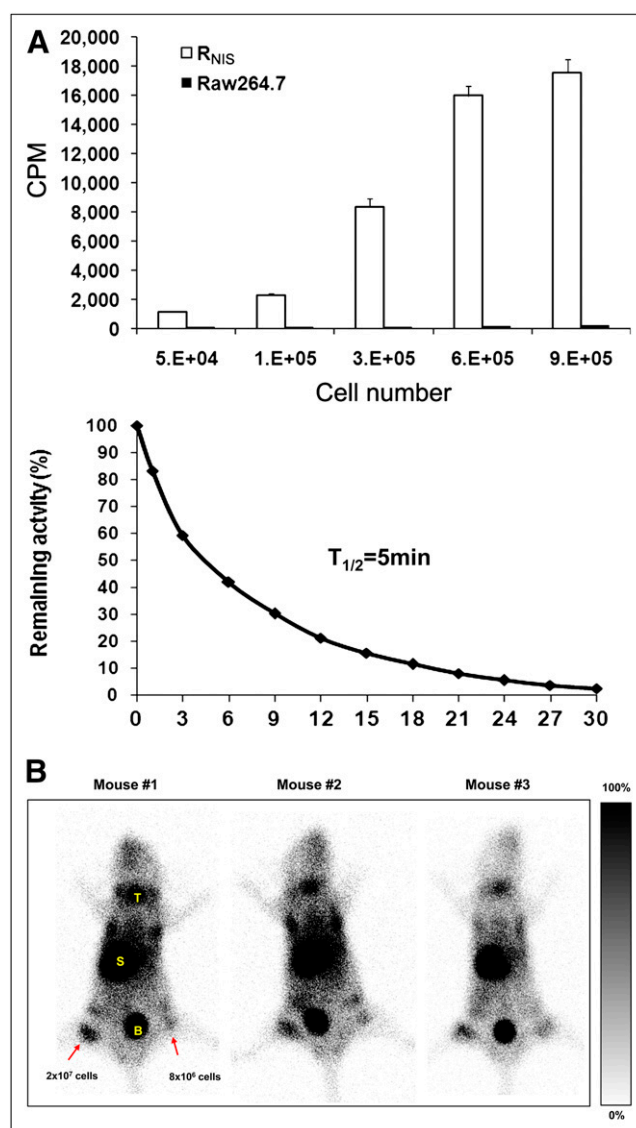 A
20,000
18,000
16,000
14,000
12,000
10,000
8,000
6,000
4,000
2,000
0
CPM
RNIS
Raw264.7
5.E+04 1.E+05 3.E+05 6.E+05 9.E+05
Cell number
100
90
80
70
60
50
40
30
20
10
0
Remaining actvity (%)
T1/2=5min
0 3 6 9 12 15 18 21 24 27 30
B
Mouse #1 Mouse #2 Mouse #3
100%
T
S
B
2x10⁷ cells 8x10⁶ cells
0%